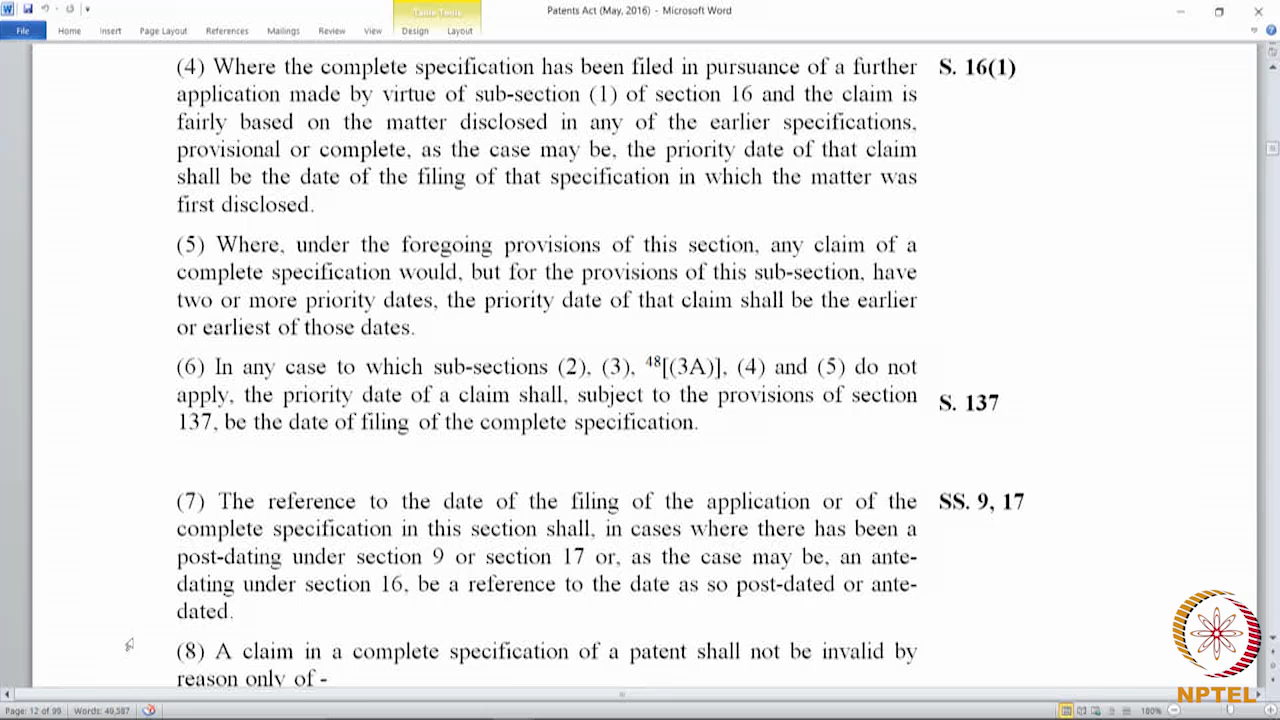 Table Tools
Patents Act (May, 2016) - Microsoft Word
File Home Insert Page Layout References Mailings Review View Design Layout
(4) Where the complete specification has been filed in pursuance of a further S. 16(1)
application made by virtue of sub-section (1) of section 16 and the claim is
fairly based on the matter disclosed in any of the earlier specifications,
provisional or complete, as the case may be, the priority date of that claim
shall be the date of the filing of that specification in which the matter was
first disclosed.
(5) Where, under the foregoing provisions of this section, any claim of a
complete specification would, but for the provisions of this sub-section, have
two or more priority dates, the priority date of that claim shall be the earlier
or earliest of those dates.
(6) In any case to which sub-sections (2), (3), 48[(3A)], (4) and (5) do not
apply, the priority date of a claim shall, subject to the provisions of section S. 137
137, be the date of filing of the complete specification.
(7) The reference to the date of the filing of the application or of the SS. 9, 17
complete specification in this section shall, in cases where there has been a
post-dating under section 9 or section 17 or, as the case may be, an ante-
dating under section 16, be a reference to the date as so post-dated or ante-
dated.
(8) A claim in a complete specification of a patent shall not be invalid by
reason only of -
NPTEL
Page: 12 of 99 Words: 40,587 180%